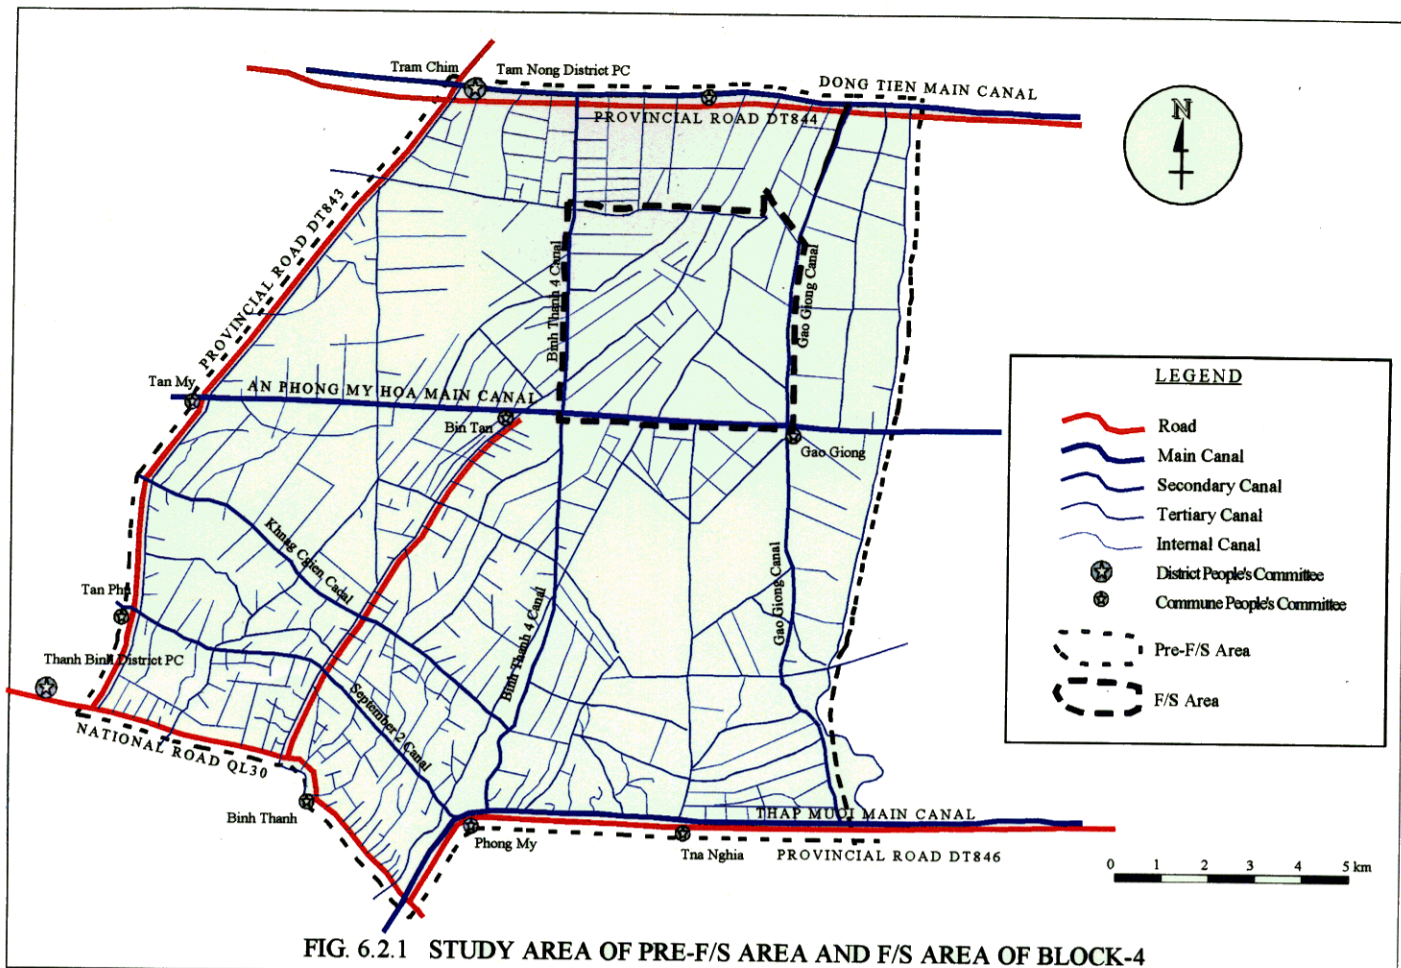 Tram Chim
Tam Nong District PC
DONG TIEN MAIN CANAL
PROVINCIAL ROAD DT844
N
PROVINCIAL ROAD DT843
Binh Thanh 4 Canal
Gao Giong Canal
Tan My
AN PHONG MY HOA MAIN CANAL
Bin Tan
Gao Giong
LEGEND
Road
Main Canal
Secondary Canal
Tertiary Canal
Internal Canal
District People's Committee
Commune People's Committee
Pre-F/S Area
F/S Area
Khnag Cgien Cadal
Tan Phu
Binh Thanh 4 Canal
Gao Giong Canal
Thanh Binh District PC
September 2 Canal
NATIONAL ROAD QL30
Binh Thanh
Phong My
Tna Nghia
THAP MUCI MAIN CANAL
PROVINCIAL ROAD DT846
0 1 2 3 4 5 km
FIG. 6.2.1 STUDY AREA OF PRE-F/S AREA AND F/S AREA OF BLOCK-4